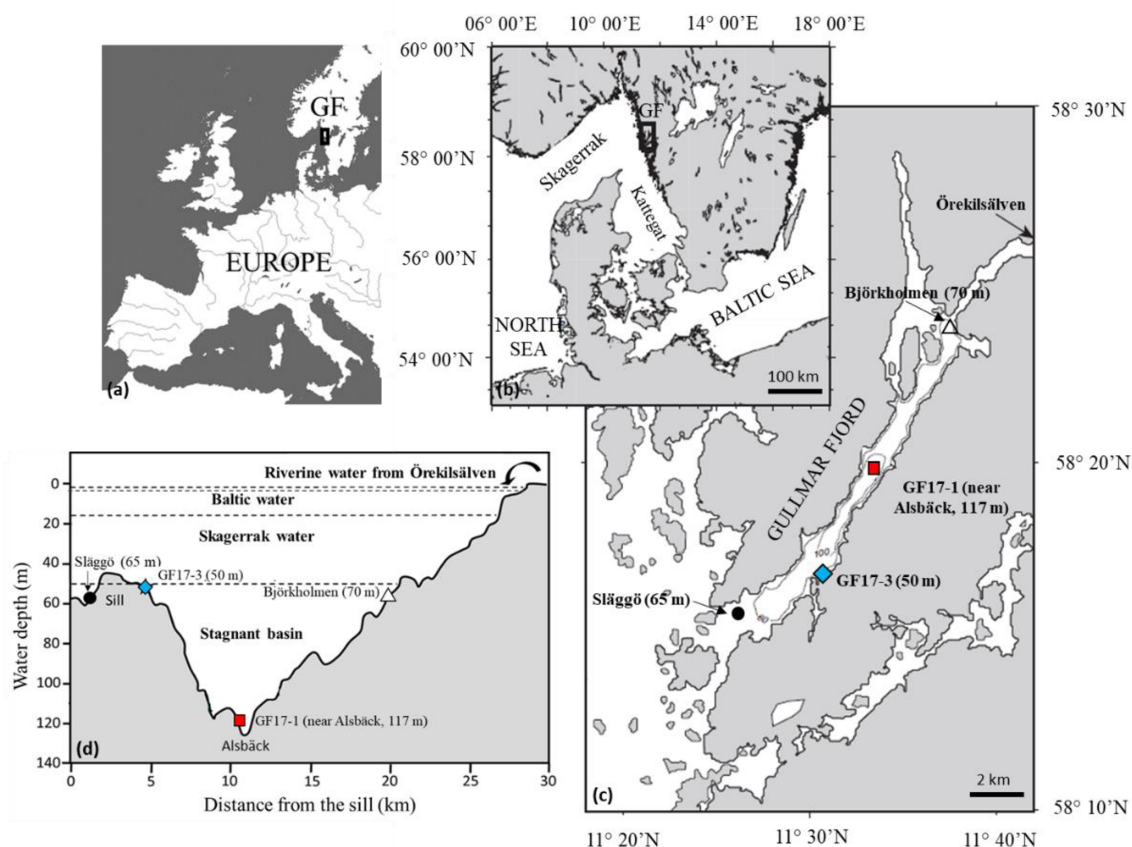 06° 00’E 10° 00’E 14° 00’E 18° 00’N
60° 00’N
58° 00’N
56° 00’N
54° 00’N
GF
EUROPE
(a)
GF
Skagerrak
Kattegat
BALTIC SEA
NORTH
SEA
100 km
(b)
58° 30’N
58° 20’N
58° 10’N
Örekilsälven
Björkholmen (70 m)
GULLMAR FJORD
GF17-1 (near
Alsbäck, 117 m)
100
GF17-3 (50 m)
Släggö (65 m)
2 km
(c)
11° 20’N 11° 30’N 11° 40’N
Riverine water from Örekilsälven
Baltic water
Skagerrak water
Släggö (65 m)
GF17-3 (50 m)
Sill
Björkholmen (70 m)
Stagnant basin
GF17-1 (near Alsbäck, 117 m)
Alsbäck
(d)
Water depth (m)
0
20
40
60
80
100
120
140
0 5 10 15 20 25 30
Distance from the sill (km)